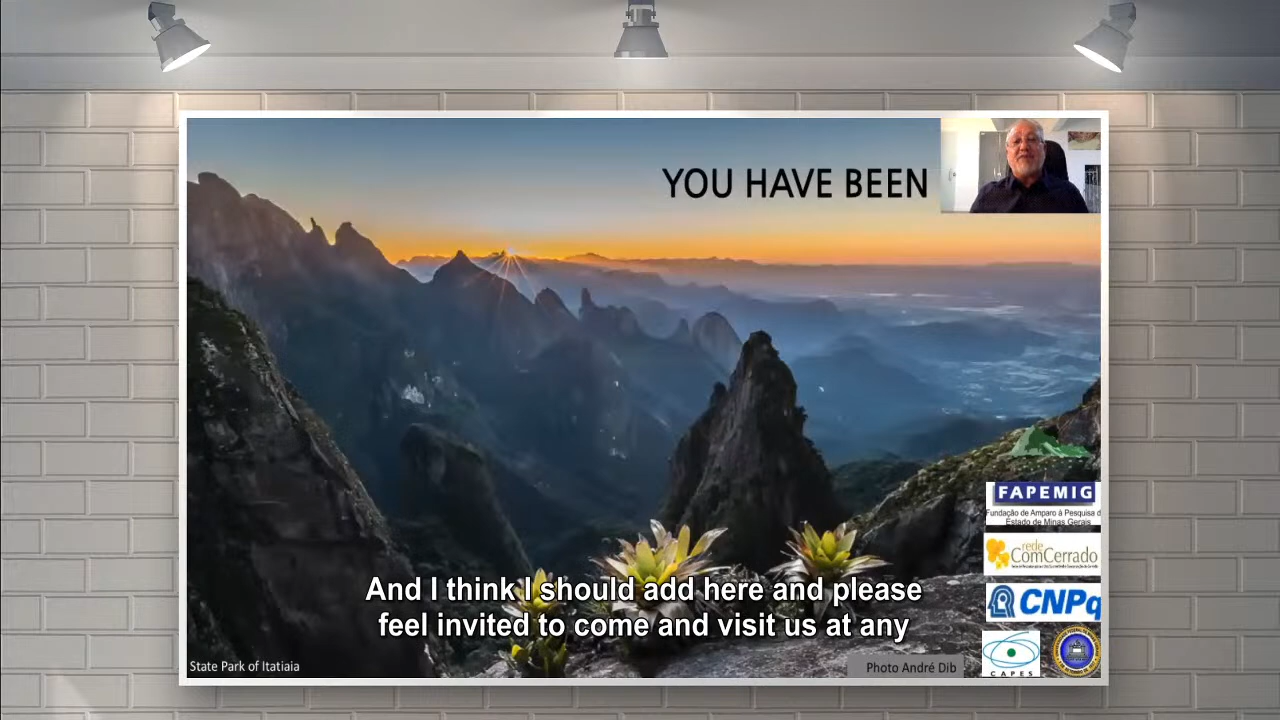 YOU HAVE BEEN
FAPEMIG
Fundação de Amparo à Pesquisa d
Estado de Minas Gerais
rede
ComCerrado
CNPq
And I think I should add here and please
feel invited to come and visit us at any
State Park of Itatiaia
Photo André Dib
CAPES